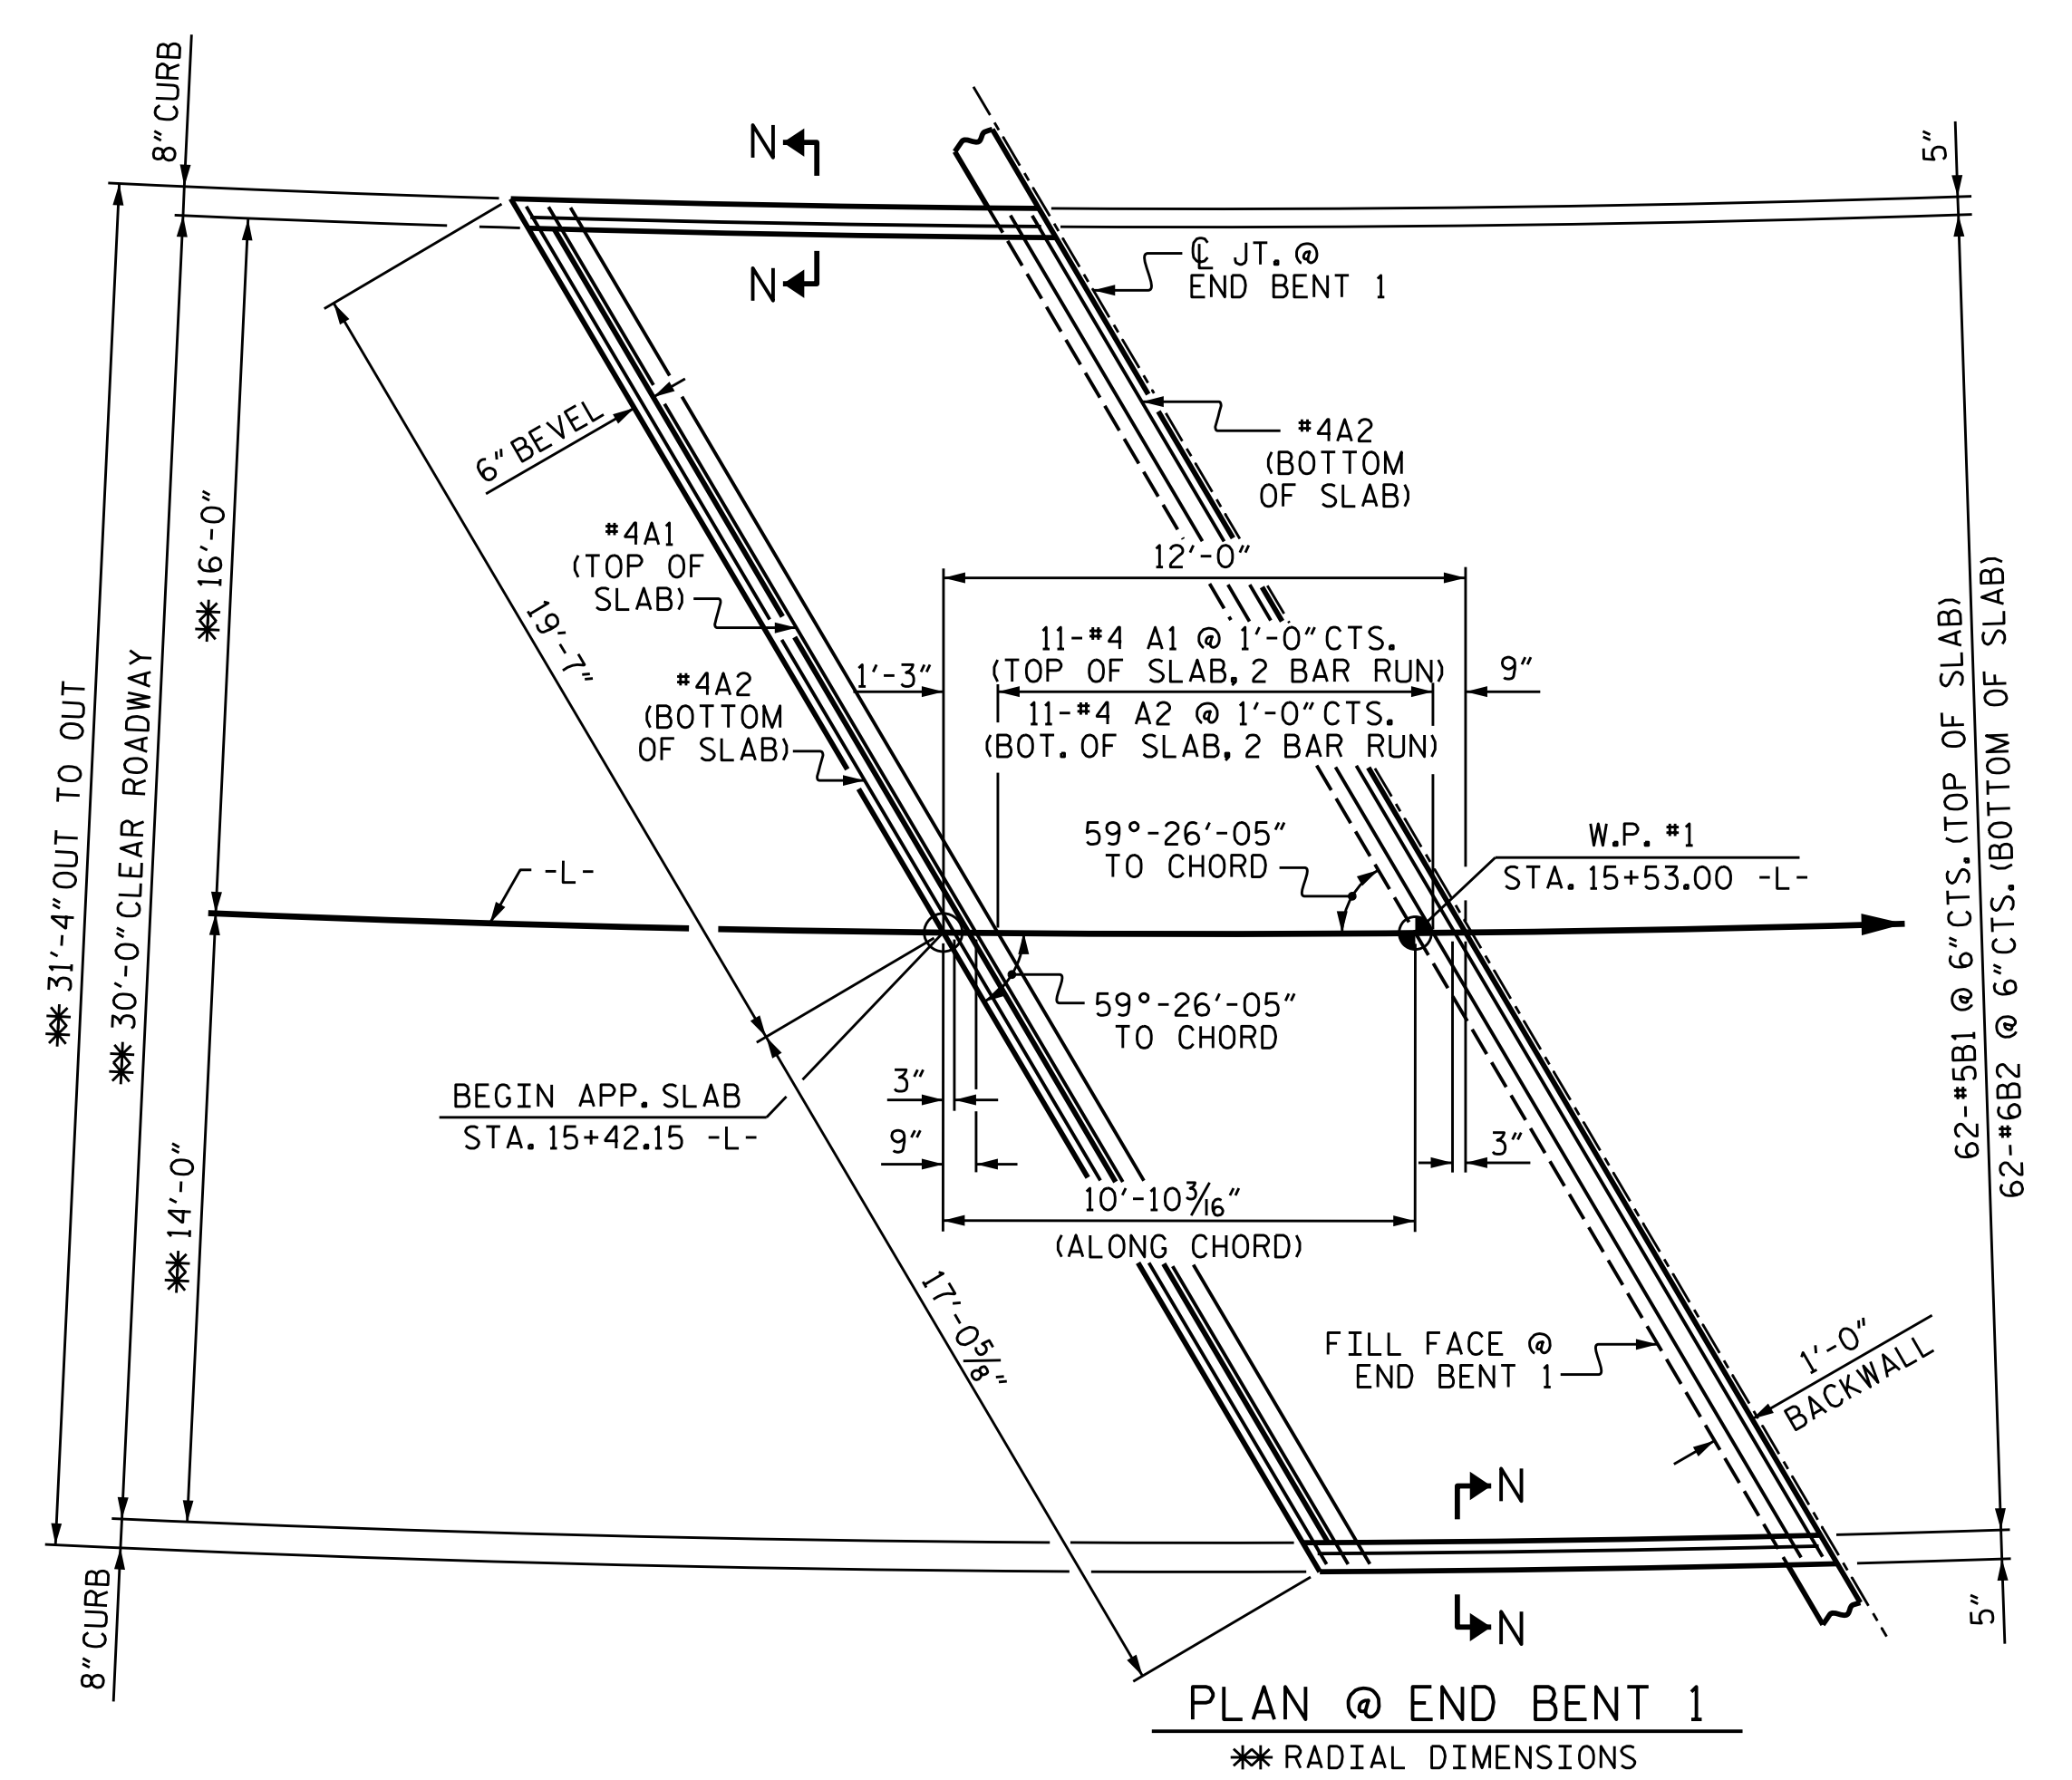 8" CURB
N
N
5"
℄ JT. @
END BENT 1
6" BEVEL
#4A2
(BOTTOM
OF SLAB)
** 31'-4" OUT TO OUT
** 30'-0" CLEAR ROADWAY
** 16'-0"
#4A1
(TOP OF
SLAB)
19'-7"
12'-0"
11-#4 A1 @ 1'-0" CTS.
(TOP OF SLAB, 2 BAR RUN)
1'-3"
9"
11-#4 A2 @ 1'-0" CTS.
(BOT. OF SLAB, 2 BAR RUN)
#4A2
(BOTTOM
OF SLAB)
62-#5B1 @ 6" CTS. (TOP OF SLAB)
62-#6B2 @ 6" CTS. (BOTTOM OF SLAB)
59°-26'-05"
TO CHORD
W.P. #1
STA. 15+53.00 -L-
-L-
59°-26'-05"
TO CHORD
BEGIN APP. SLAB
STA. 15+42.15 -L-
3"
9"
3"
** 14'-0"
10'-10 3/16"
(ALONG CHORD)
17'-0 5/8"
FILL FACE @
END BENT 1
1'-0"
BACKWALL
N
N
8" CURB
5"
PLAN @ END BENT 1
** RADIAL DIMENSIONS